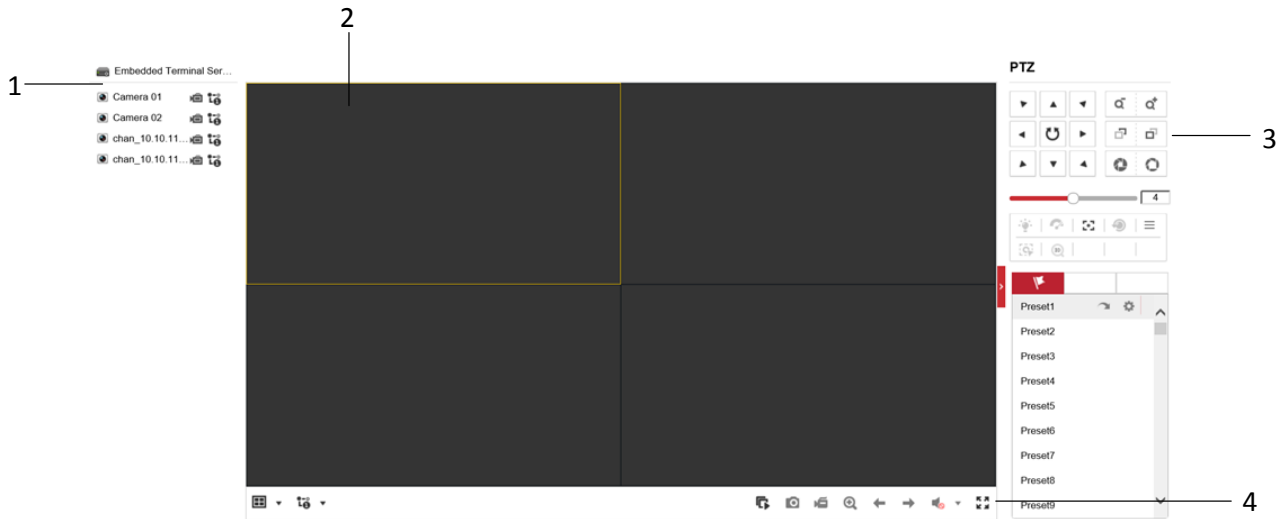 2
Embedded Terminal Ser...
PTZ
1
Camera 01
Camera 02
chan_10.10.11...
chan_10.10.11...
3
4
Preset1
Preset2
Preset3
Preset4
Preset5
Preset6
Preset7
Preset8
Preset9
4